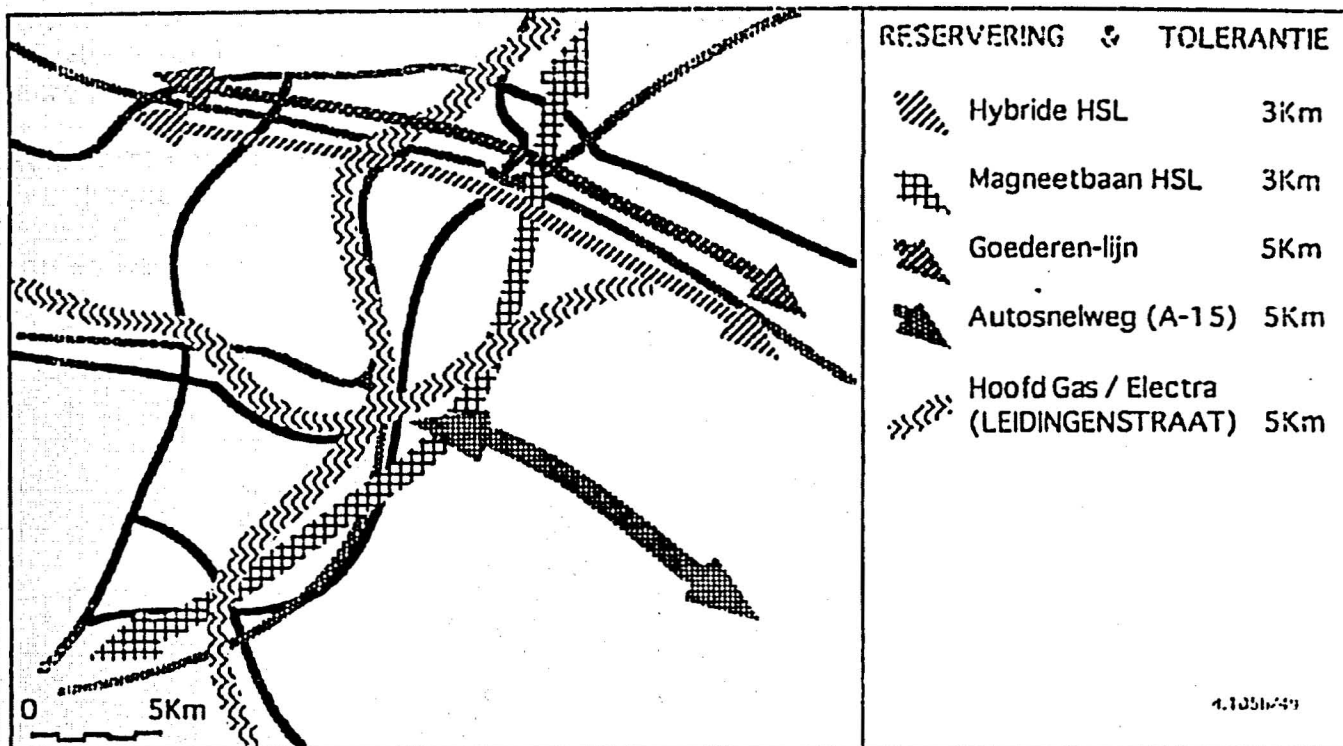 RESERVERING & TOLERANTIE
Hybride HSL 3Km
Magneetbaan HSL 3Km
Goederen-lijn 5Km
Autosnelweg (A-15) 5Km
Hoofd Gas / Electra
(LEIDINGENSTRAAT) 5Km
0 5Km